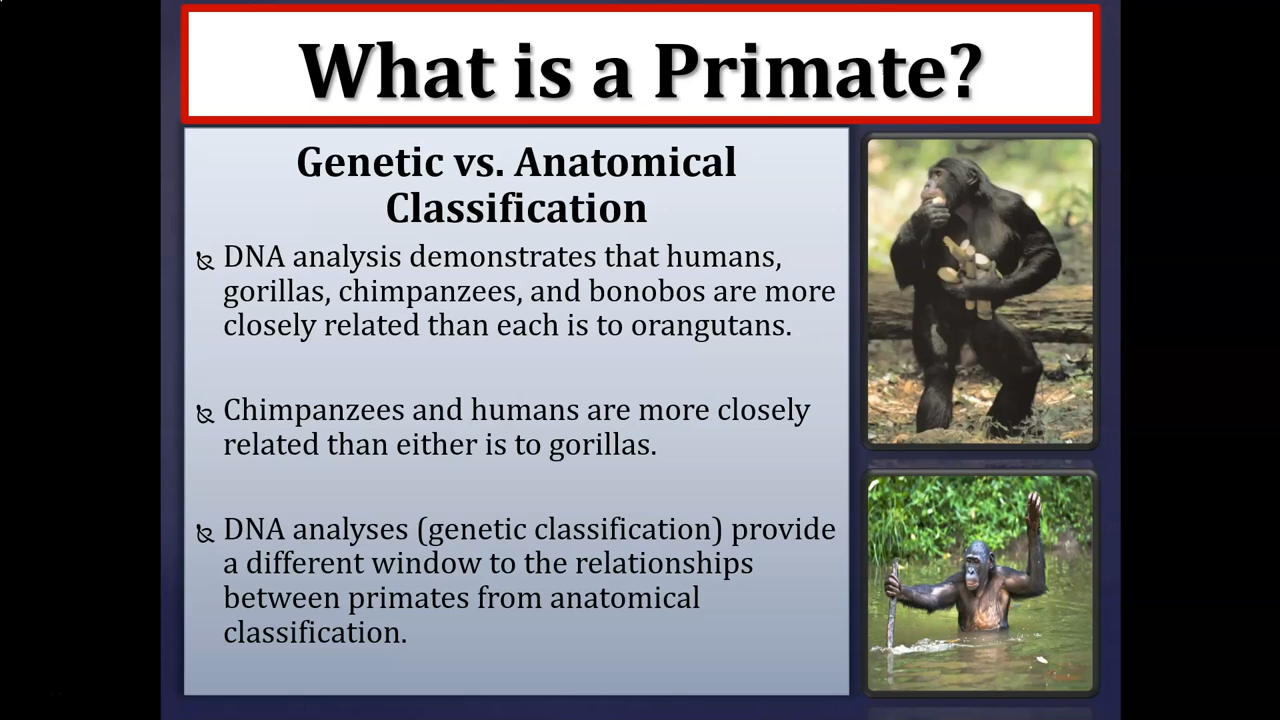 What is a Primate?
Genetic vs. Anatomical
Classification
DNA analysis demonstrates that humans,
gorillas, chimpanzees, and bonobos are more
closely related than each is to orangutans.
Chimpanzees and humans are more closely
related than either is to gorillas.
DNA analyses (genetic classification) provide
a different window to the relationships
between primates from anatomical
classification.